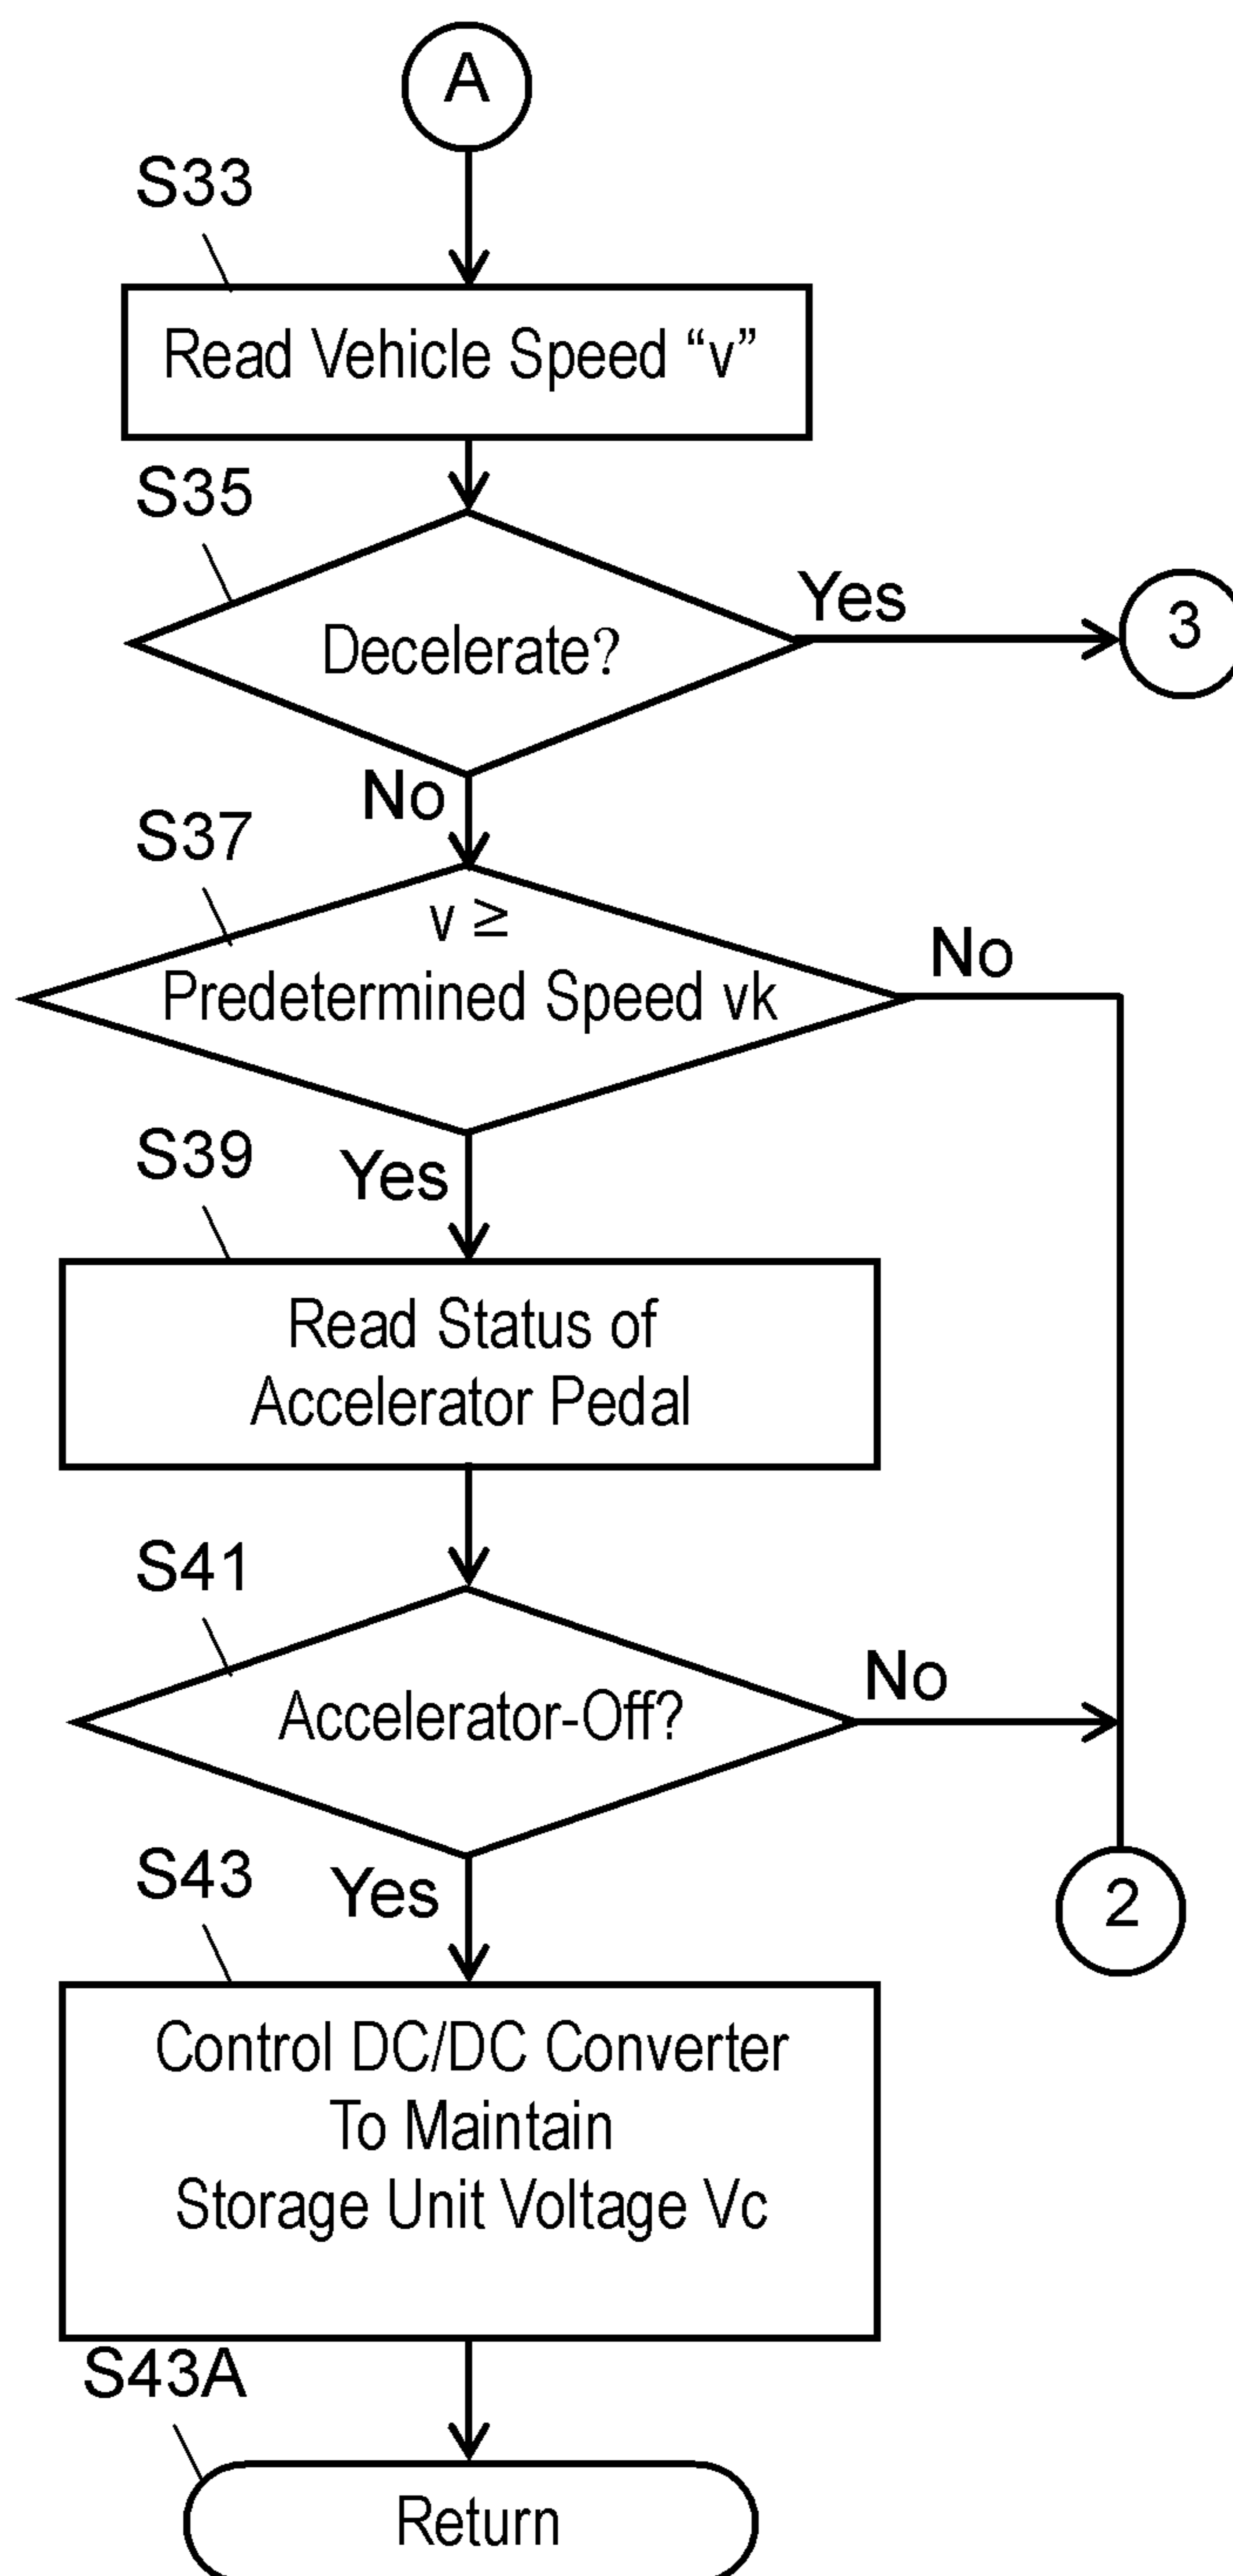 A
S33
Read Vehicle Speed “v”
S35
Decelerate?
Yes
3
No
S37
v ≥
Predetermined Speed vk
No
Yes
S39
Read Status of
Accelerator Pedal
S41
Accelerator-Off?
No
Yes
2
S43
Control DC/DC Converter
To Maintain
Storage Unit Voltage Vc
S43A
Return